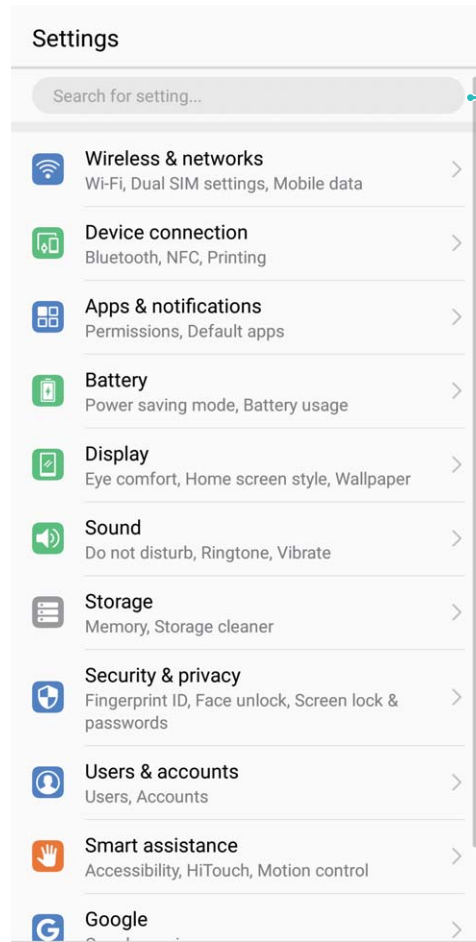 Settings
Search for setting...
Wireless & networks
Wi-Fi, Dual SIM settings, Mobile data
Device connection
Bluetooth, NFC, Printing
Apps & notifications
Permissions, Default apps
Battery
Power saving mode, Battery usage
Display
Eye comfort, Home screen style, Wallpaper
Sound
Do not disturb, Ringtone, Vibrate
Storage
Memory, Storage cleaner
Security & privacy
Fingerprint ID, Face unlock, Screen lock &
passwords
Users & accounts
Users, Accounts
Smart assistance
Accessibility, HiTouch, Motion control
Google